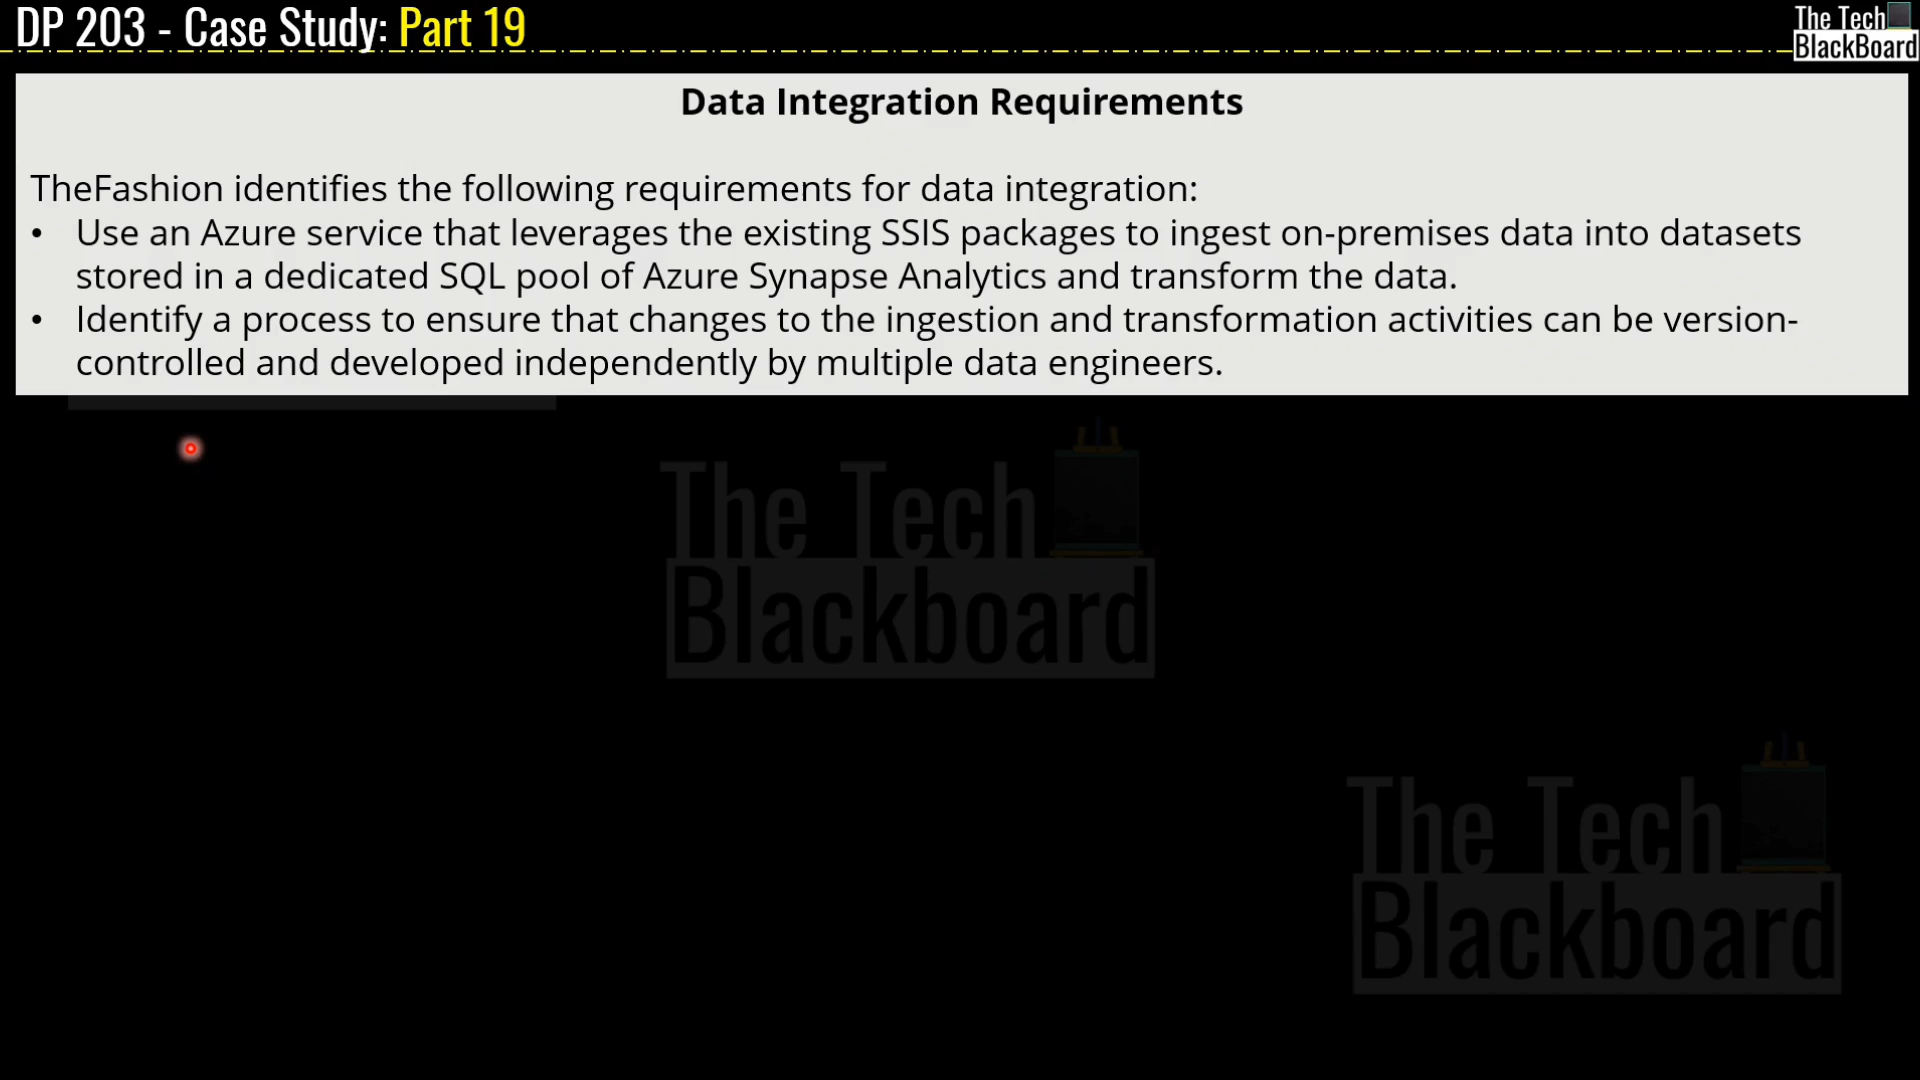 DP 203 - Case Study: Part 19
The Tech
BlackBoard
Data Integration Requirements
TheFashion identifies the following requirements for data integration:
• Use an Azure service that leverages the existing SSIS packages to ingest on-premises data into datasets
stored in a dedicated SQL pool of Azure Synapse Analytics and transform the data.
• Identify a process to ensure that changes to the ingestion and transformation activities can be version-
controlled and developed independently by multiple data engineers.
The Tech
Blackboard
The Tech
Blackboard